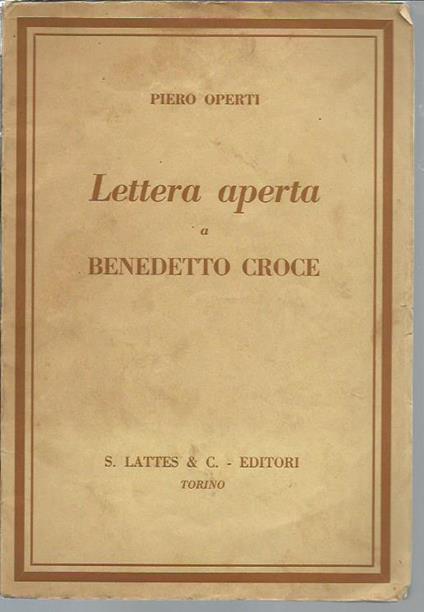 PIERO OPERTI
Lettera aperta
a
BENEDETTO CROCE
S. LATTES & C. - EDITORI
TORINO